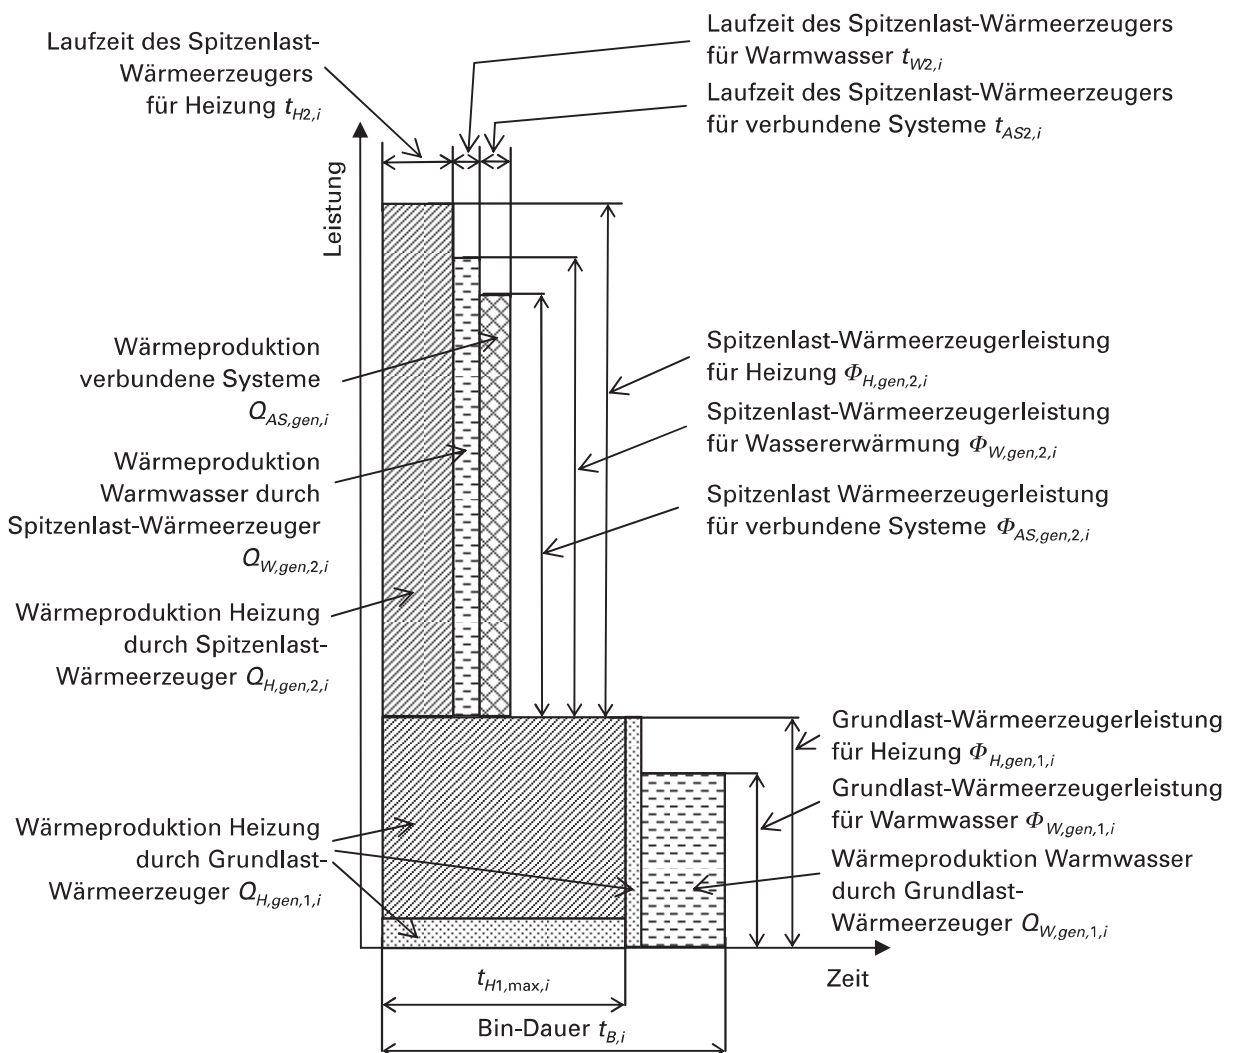 Laufzeit des Spitzenlast-
Wärmeerzeugers
für Heizung t_{H2,i}
Laufzeit des Spitzenlast-Wärmeerzeugers
für Warmwasser t_{W2,i}
Laufzeit des Spitzenlast-Wärmeerzeugers
für verbundene Systeme t_{AS2,i}
Leistung
Wärmeproduktion
verbundene Systeme
Q_{AS,gen,i}
Wärmeproduktion
Warmwasser durch
Spitzenlast-Wärmeerzeuger
Q_{W,gen,2,i}
Wärmeproduktion Heizung
durch Spitzenlast-
Wärmeerzeuger Q_{H,gen,2,i}
Wärmeproduktion Heizung
durch Grundlast-
Wärmeerzeuger Q_{H,gen,1,i}
Spitzenlast-Wärmeerzeugerleistung
für Heizung Φ_{H,gen,2,i}
Spitzenlast-Wärmeerzeugerleistung
für Wassererwärmung Φ_{W,gen,2,i}
Spitzenlast Wärmeerzeugerleistung
für verbundene Systeme Φ_{AS,gen,2,i}
Grundlast-Wärmeerzeugerleistung
für Heizung Φ_{H,gen,1,i}
Grundlast-Wärmeerzeugerleistung
für Warmwasser Φ_{W,gen,1,i}
Wärmeproduktion Warmwasser
durch Grundlast-
Wärmeerzeuger Q_{W,gen,1,i}
Zeit
t_{H1,max,i}
Bin-Dauer t_{B,i}